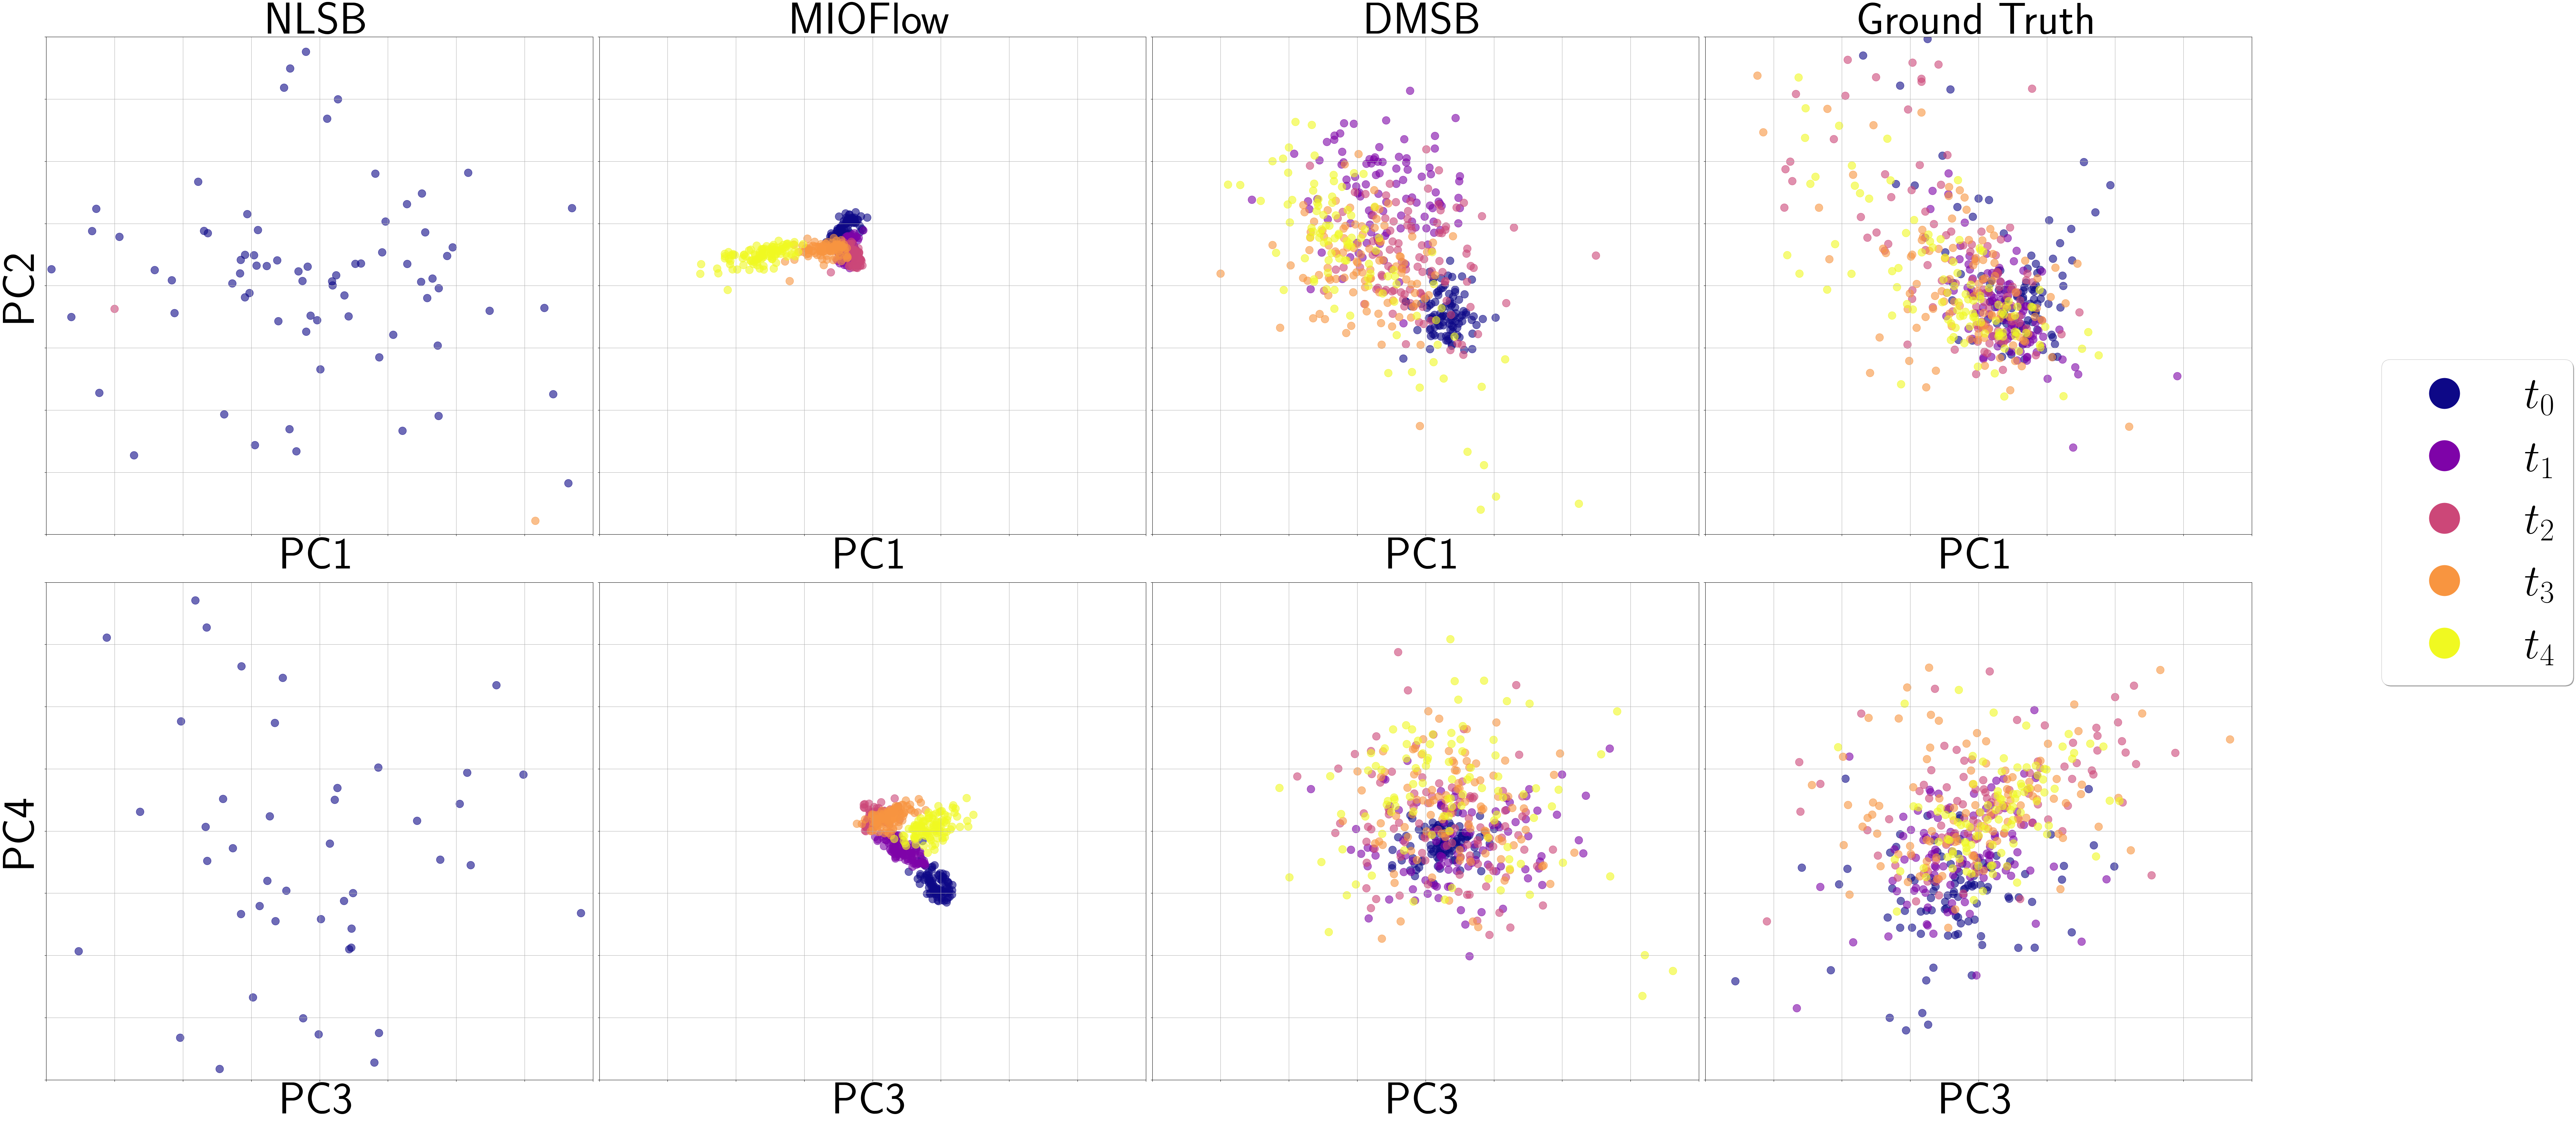 NLSB MIOFlow DMSB Ground Truth
PC2
PC1 PC1 PC1 PC1
t0
t1
t2
t3
t4
PC4
PC3 PC3 PC3 PC3